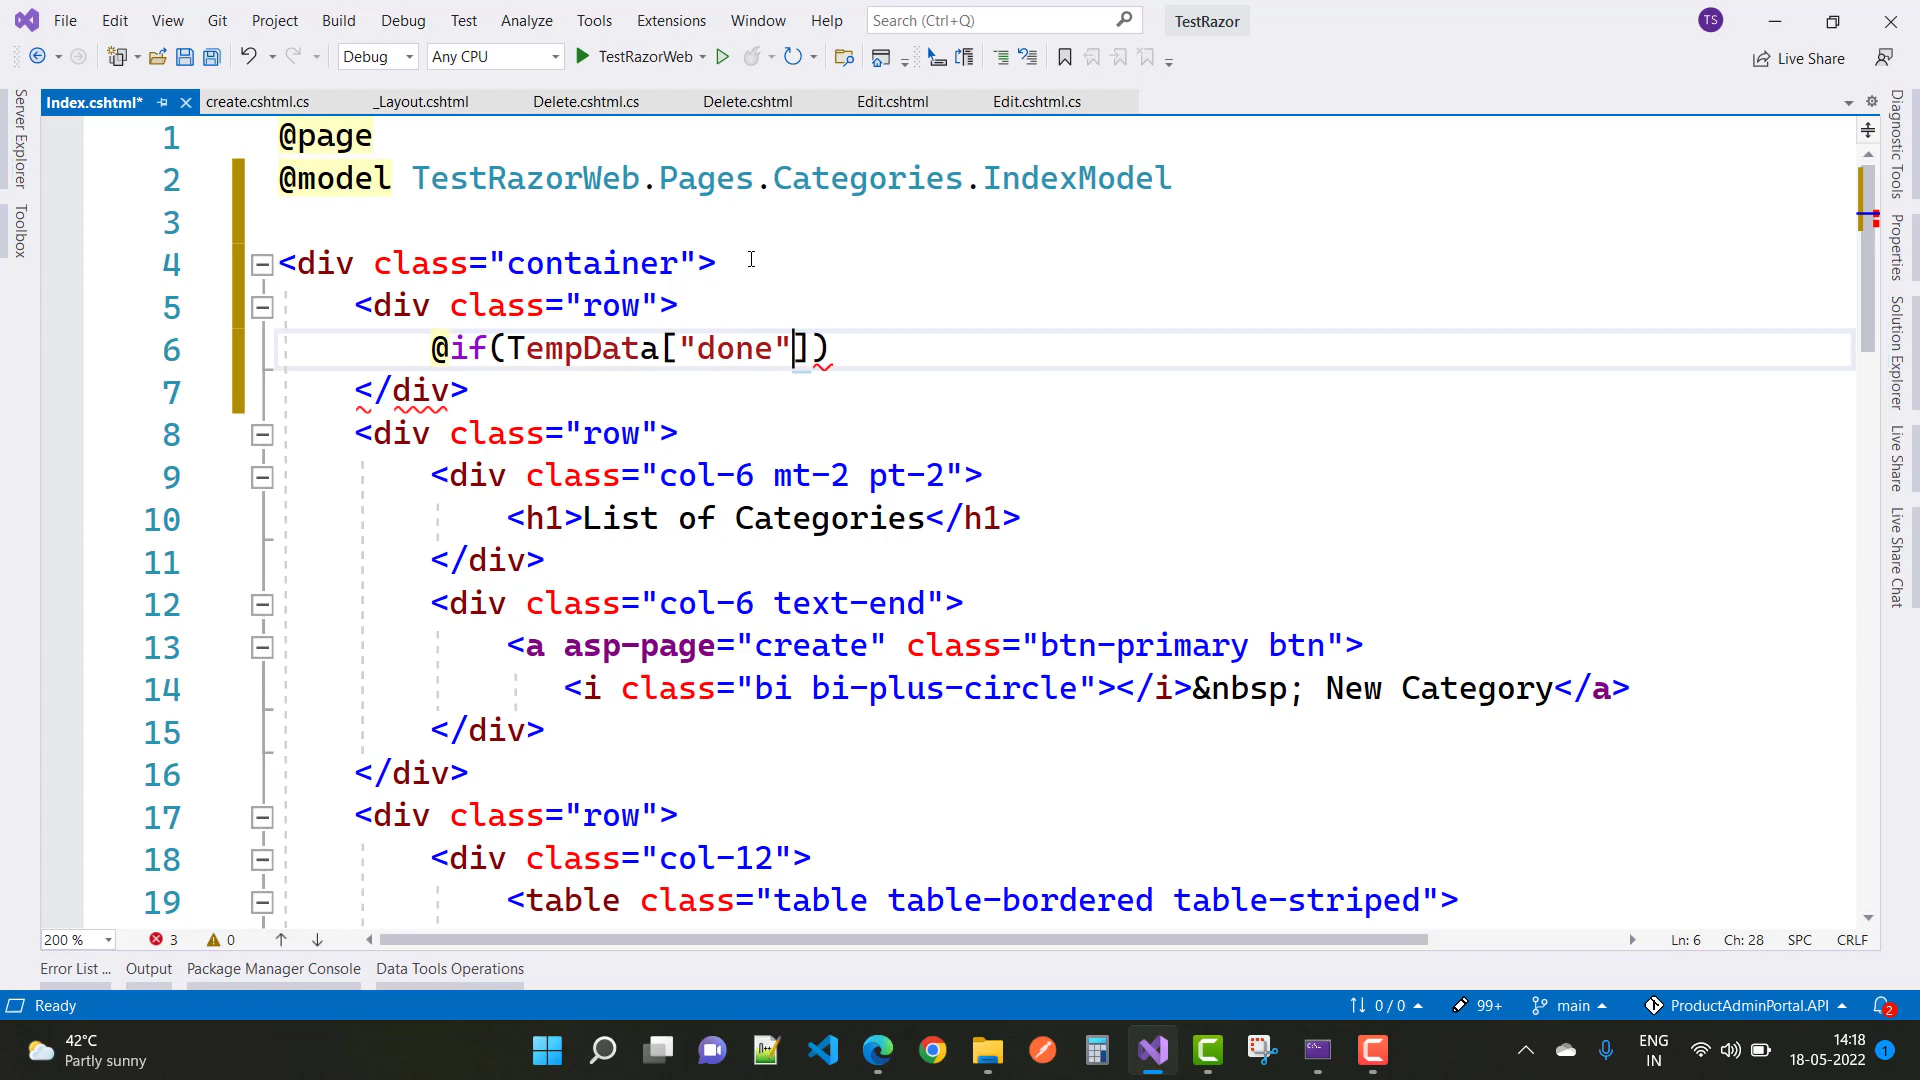 File Edit View Git Project Build Debug Test Analyze Tools Extensions Window Help Search (Ctrl+Q) TestRazor TS
Debug Any CPU TestRazorWeb Live Share
Index.cshtml* create.cshtml.cs _Layout.cshtml Delete.cshtml.cs Delete.cshtml Edit.cshtml Edit.cshtml.cs
Server Explorer
Toolbox
1 @page
2 @model TestRazorWeb.Pages.Categories.IndexModel
3
4 <div class="container">
5 <div class="row">
6 @if(TempData["done"])
7 </div>
8 <div class="row">
9 <div class="col-6 mt-2 pt-2">
10 <h1>List of Categories</h1>
11 </div>
12 <div class="col-6 text-end">
13 <a asp-page="create" class="btn-primary btn">
14 <i class="bi bi-plus-circle"></i>&nbsp; New Category</a>
15 </div>
16 </div>
17 <div class="row">
18 <div class="col-12">
19 <table class="table table-bordered table-striped">
Diagnostic Tools
Properties
Solution Explorer
Live Share
Live Share Chat
200 % 3 0 Ln: 6 Ch: 28 SPC CRLF
Error List ... Output Package Manager Console Data Tools Operations
Ready 0 / 0 99+ main ProductAdminPortal.API 2
42°C
Partly sunny
ENG
IN
14:18
18-05-2022
1